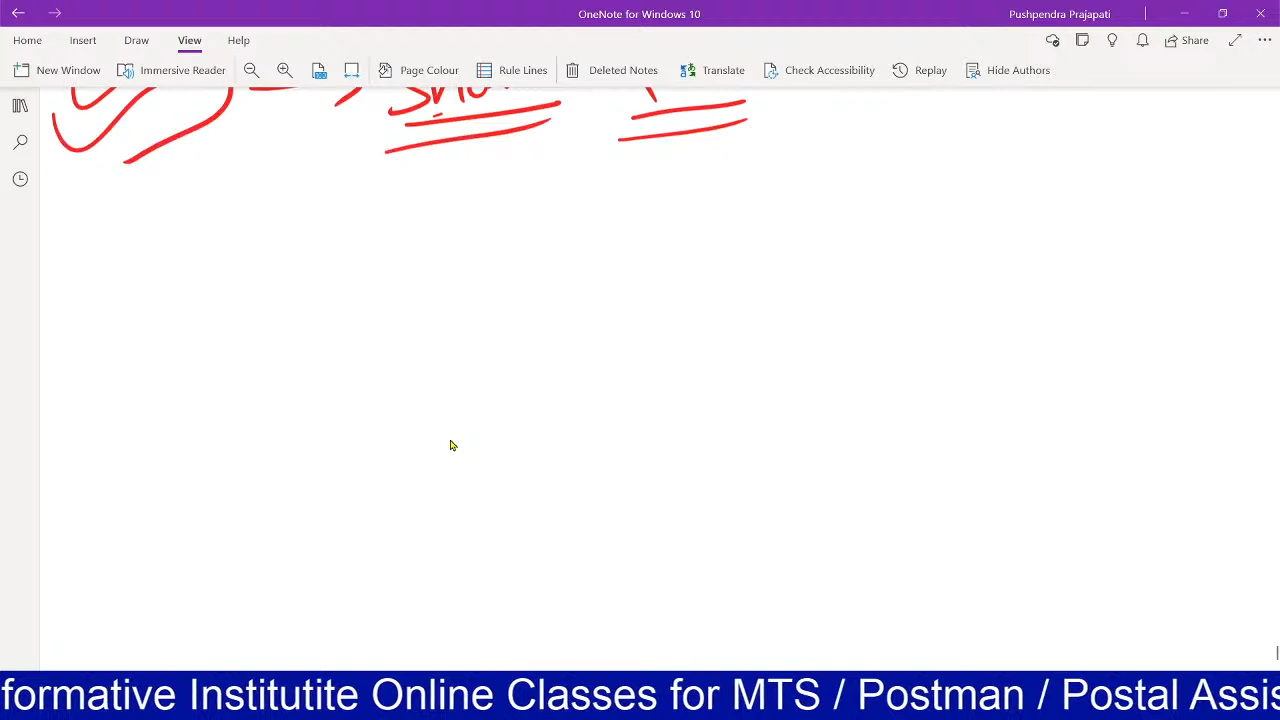 OneNote for Windows 10
Pushpendra Prajapati
Home Insert Draw View Help
Share
New Window Immersive Reader Page Colour Rule Lines Deleted Notes Translate Check Accessibility Replay Hide Authors
formative Institutite Online Classes for MTS / Postman / Postal Assis